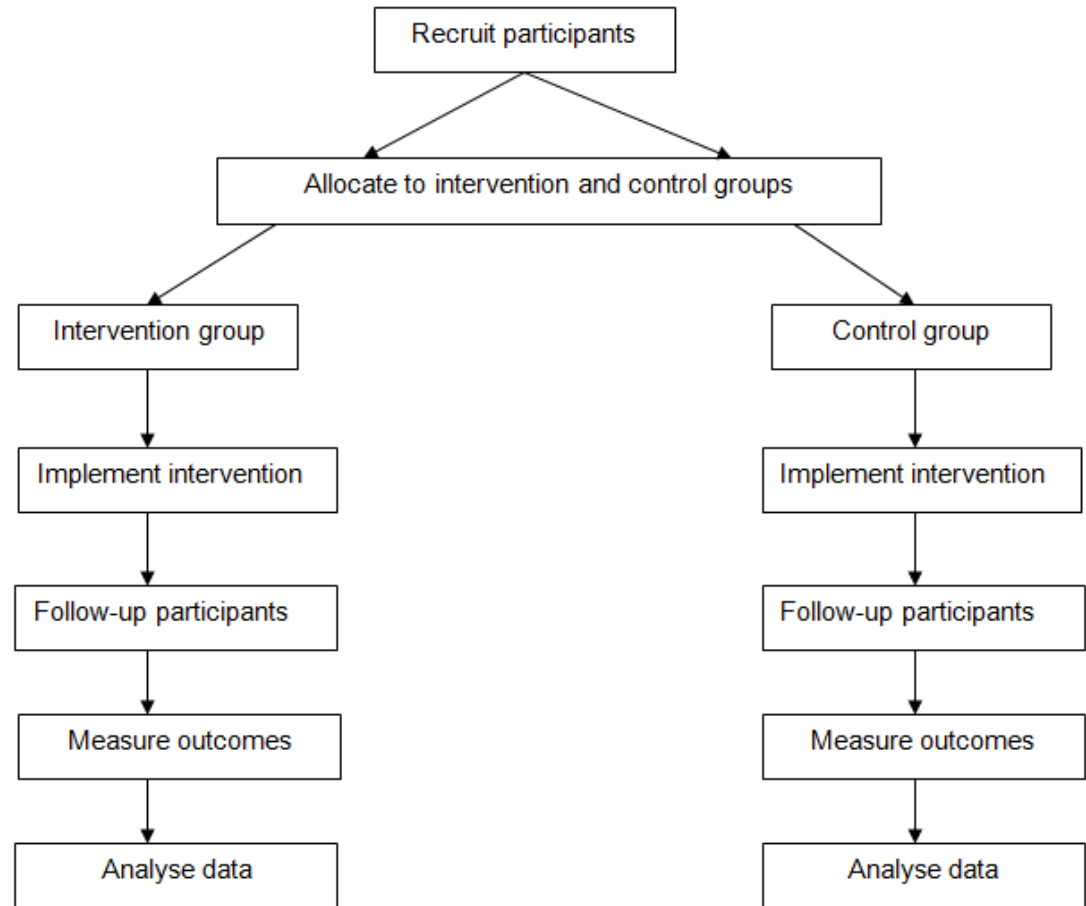 Recruit participants
Allocate to intervention and control groups
Intervention group
Control group
Implement intervention
Implement intervention
Follow-up participants
Follow-up participants
Measure outcomes
Measure outcomes
Analyse data
Analyse data